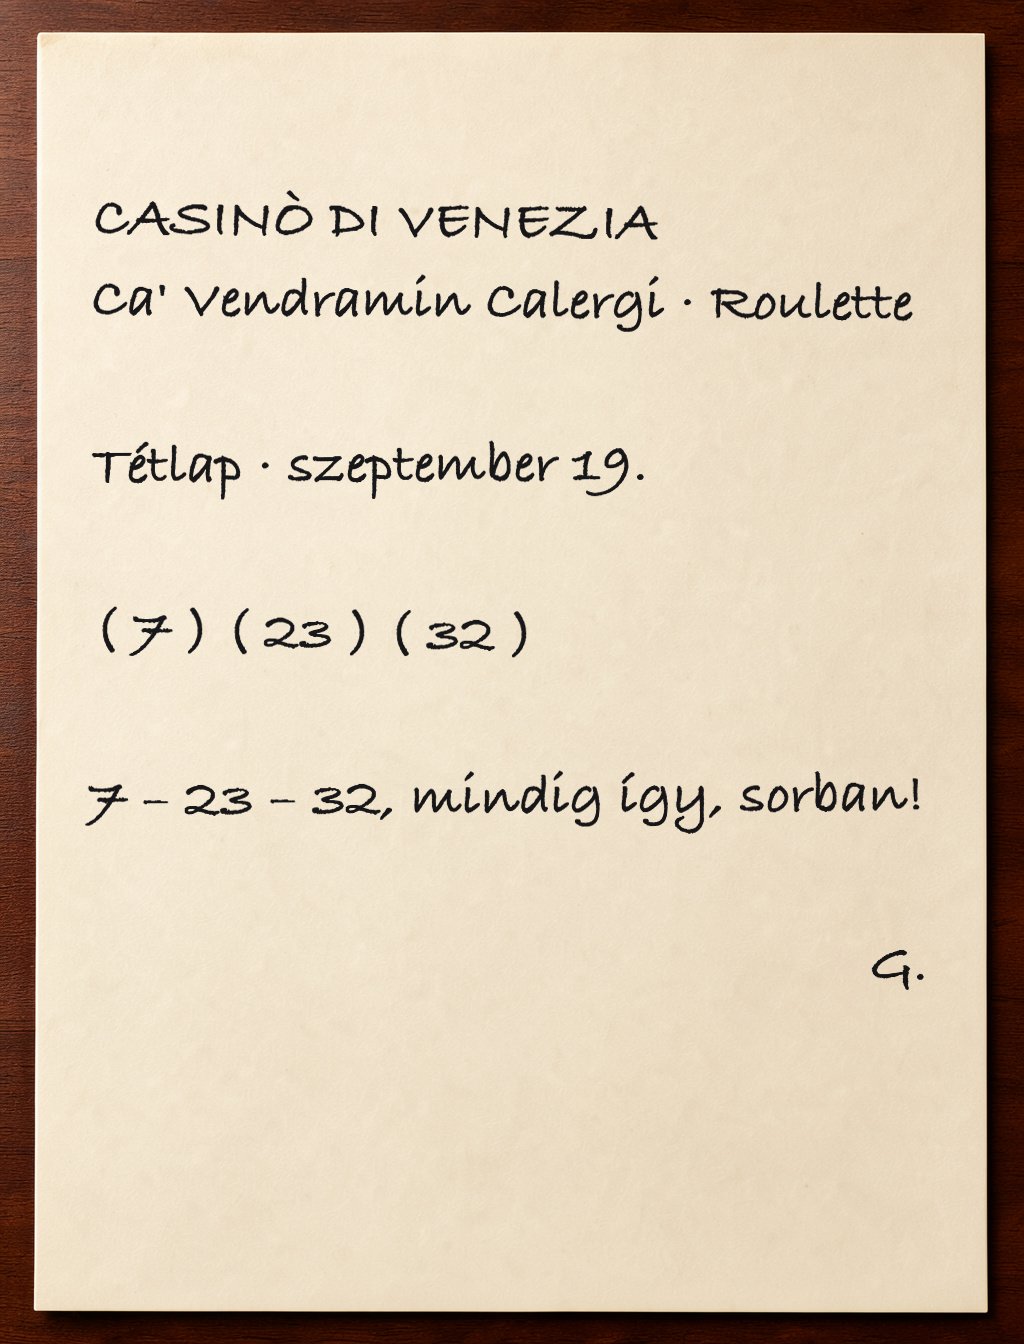 CASINÒ DI VENEZIA
Ca' Vendramin Calergi · Roulette
Tétlap · szeptember 19.
(7) (23) (32)
7 – 23 – 32, mindig így, sorban!
G.